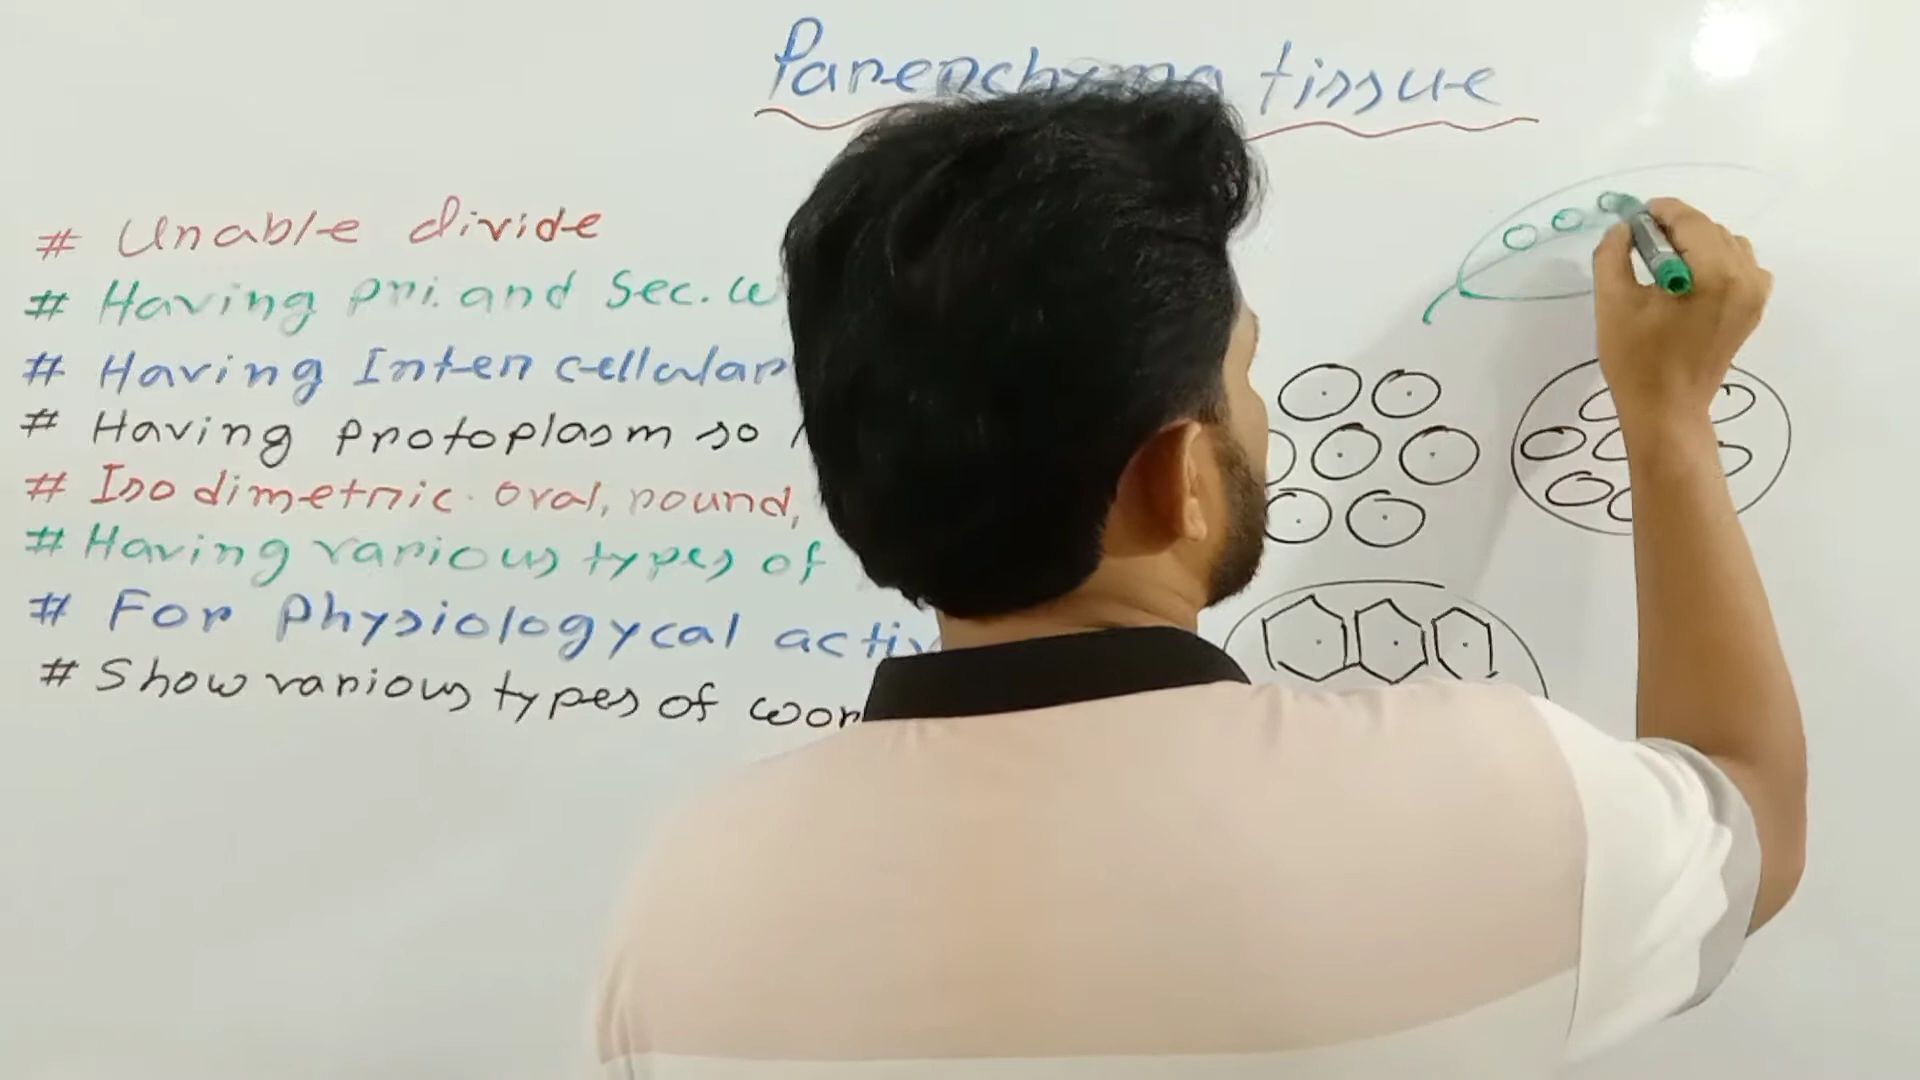 Parenchyma tissue
# Unable divide
# Having pri. and Sec.
# Having Inter cellular
# Having protoplasm so
# Iso dimetric. oval, round,
# Having various types of
# For Physiologycal
# Show various types of